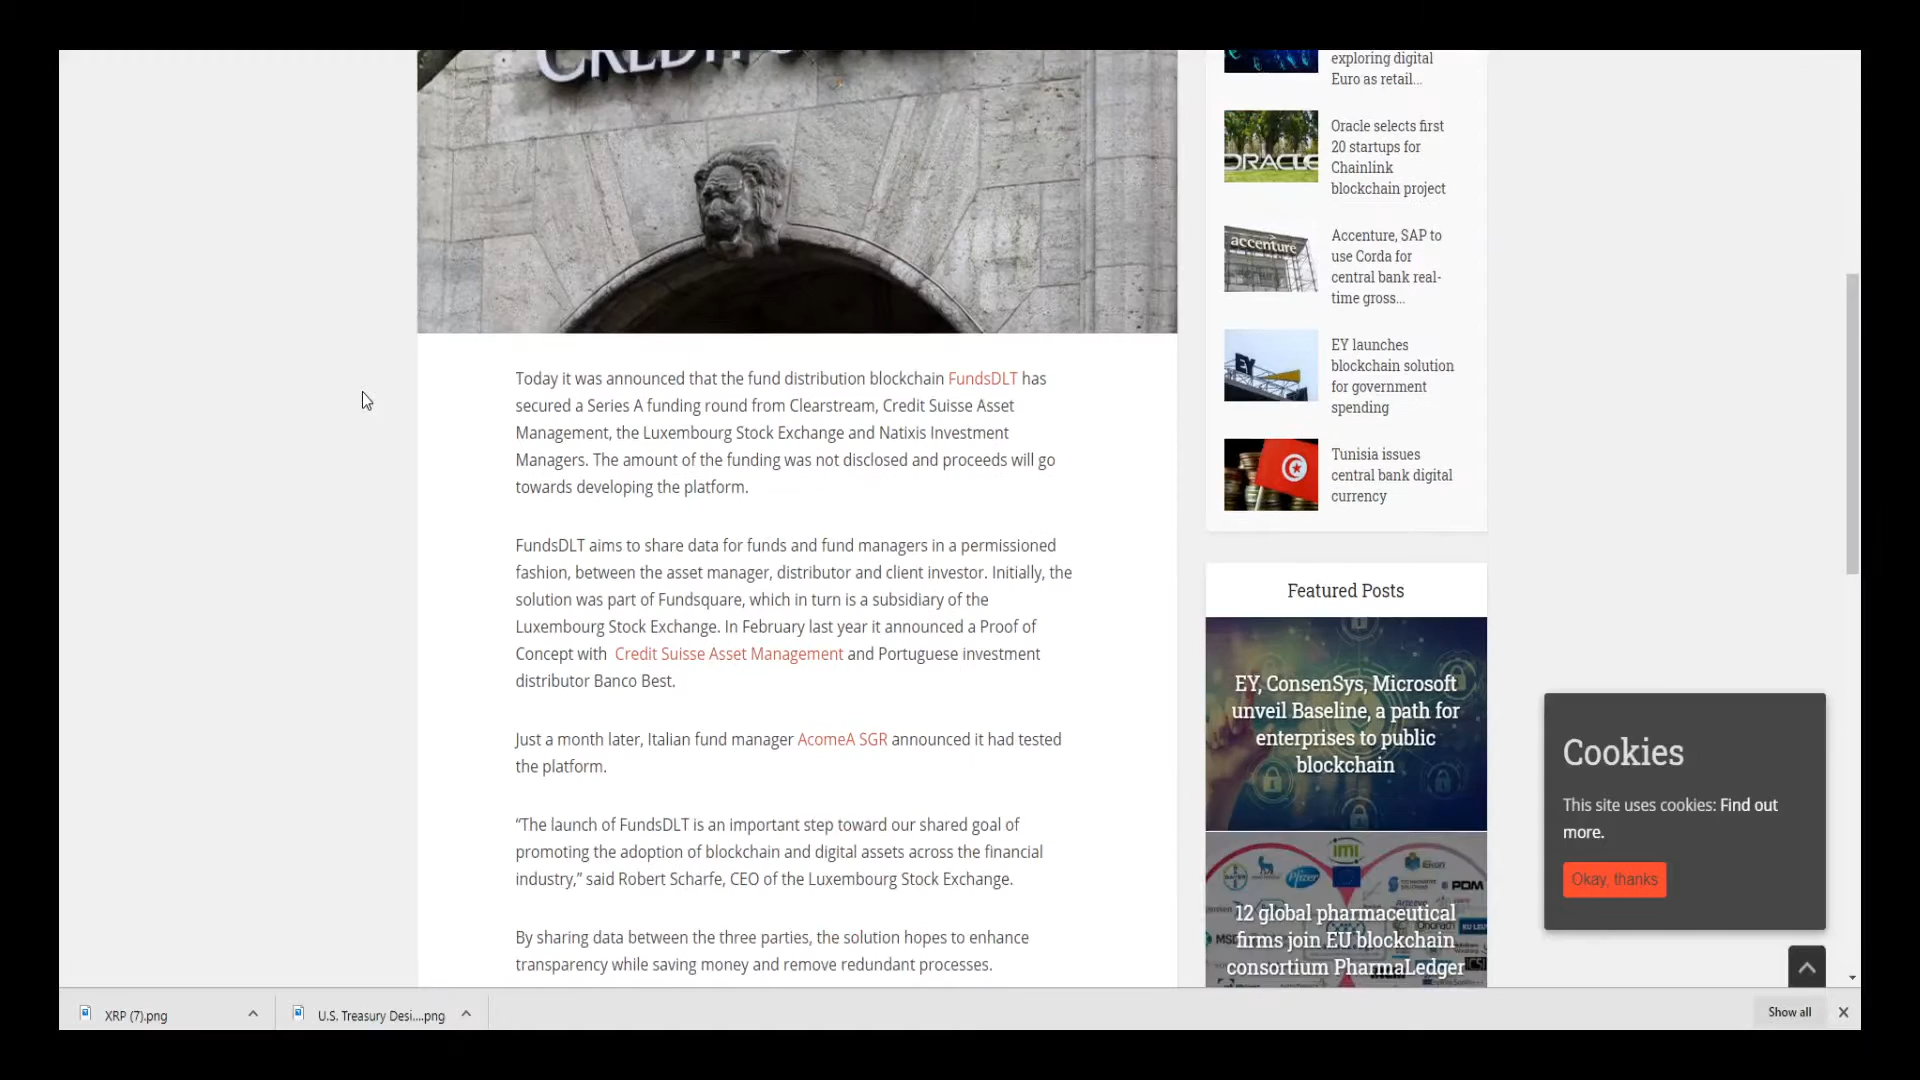 CREDIT
Today it was announced that the fund distribution blockchain FundsDLT has
secured a Series A funding round from Clearstream, Credit Suisse Asset
Management, the Luxembourg Stock Exchange and Natixis Investment
Managers. The amount of the funding was not disclosed and proceeds will go
towards developing the platform.
FundsDLT aims to share data for funds and fund managers in a permissioned
fashion, between the asset manager, distributor and client investor. Initially, the
solution was part of Fundsquare, which in turn is a subsidiary of the
Luxembourg Stock Exchange. In February last year it announced a Proof of
Concept with  Credit Suisse Asset Management and Portuguese investment
distributor Banco Best.
Just a month later, Italian fund manager AcomeA SGR announced it had tested
the platform.
“The launch of FundsDLT is an important step toward our shared goal of
promoting the adoption of blockchain and digital assets across the financial
industry,” said Robert Scharfe, CEO of the Luxembourg Stock Exchange.
By sharing data between the three parties, the solution hopes to enhance
transparency while saving money and remove redundant processes.
exploring digital
Euro as retail...
ORACLE
Oracle selects first
20 startups for
Chainlink
blockchain project
accenture
Accenture, SAP to
use Corda for
central bank real-
time gross...
EY
EY launches
blockchain solution
for government
spending
Tunisia issues
central bank digital
currency
Featured Posts
EY, ConsenSys, Microsoft
unveil Baseline, a path for
enterprises to public
blockchain
imi
Pfizer
PDM
12 global pharmaceutical
firms join EU blockchain
consortium PharmaLedger
Cookies
This site uses cookies: Find out
more.
Okay, thanks
XRP (7).png
U.S. Treasury Desi....png
Show all